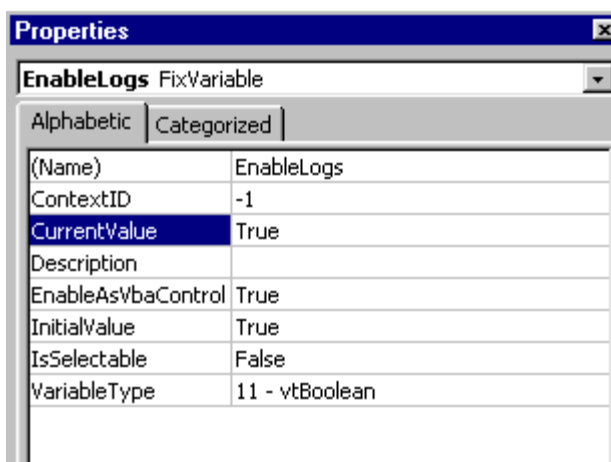 Properties
EnableLogs FixVariable
Alphabetic Categorized
(Name) EnableLogs
ContextID -1
CurrentValue True
Description
EnableAsVbaControl True
InitialValue True
IsSelectable False
VariableType 11 - vtBoolean